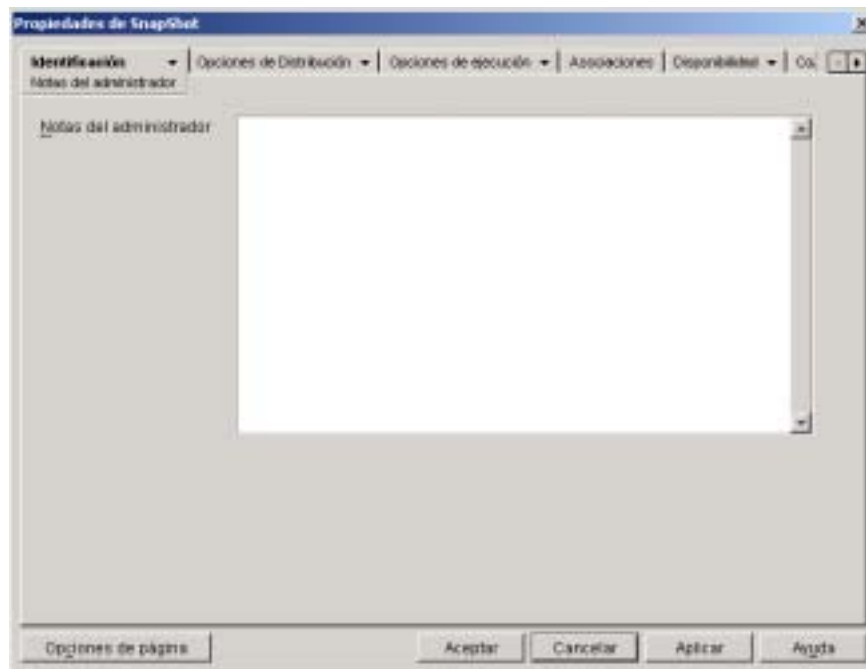 Propiedades de SnapShot
Identificación
Opciones de Distribución
Opciones de ejecución
Asociaciones
Disponibilidad
Notas del administrador
Notas del administrador
Opciones de página
Aceptar
Cancelar
Aplicar
Ayuda